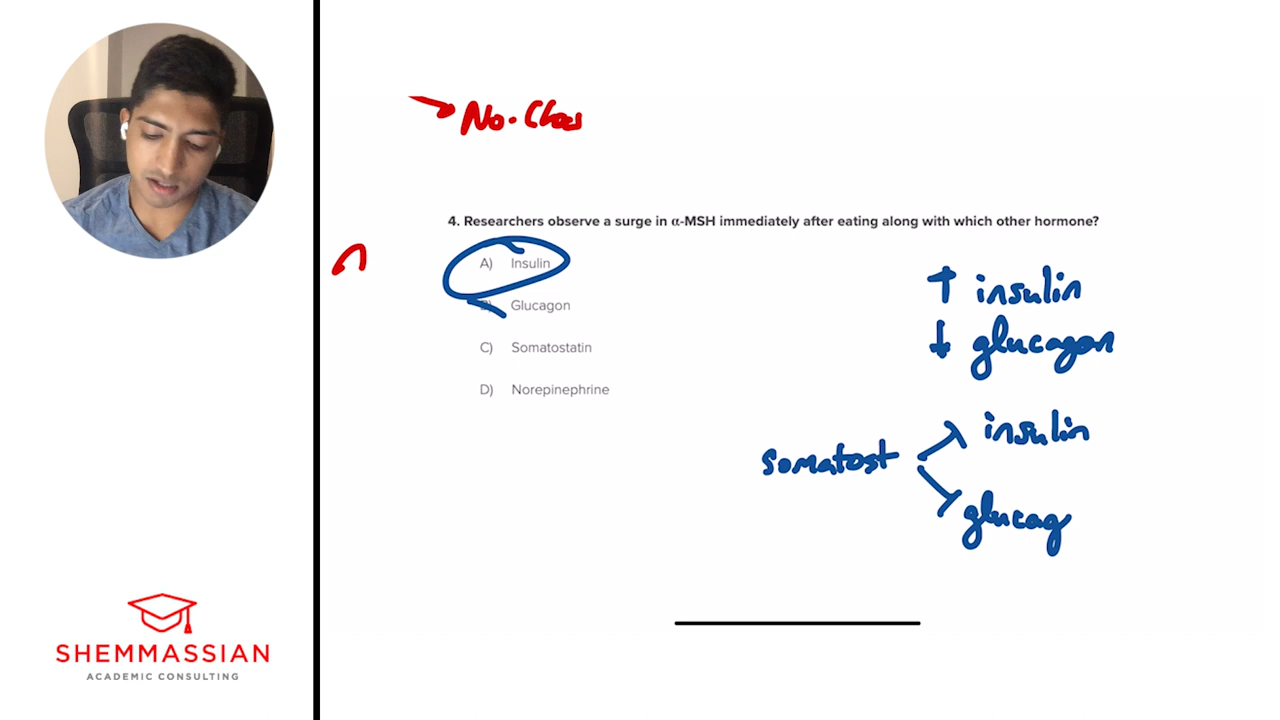 No. Class
4. Researchers observe a surge in α-MSH immediately after eating along with which other hormone?
A) Insulin
B) Glucagon
C) Somatostatin
D) Norepinephrine
↑ insulin
↓ glucagon
somatost
insulin
glucag
SHEMMASSIAN
ACADEMIC CONSULTING